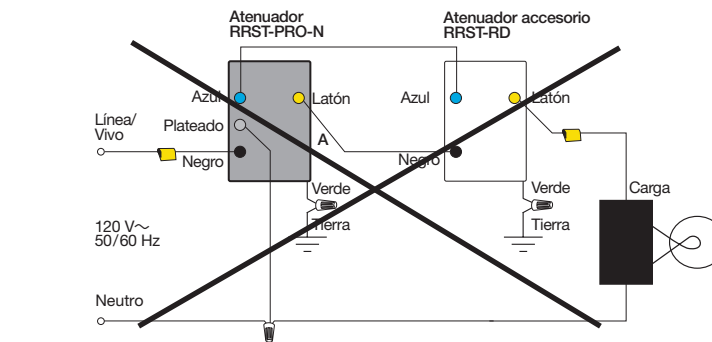 Atenuador
RRST-PRO-N
Atenuador accesorio
RRST-RD
Azul
Latón
Azul
Latón
Línea/
Vivo
Plateado
A
Negro
Negro
Verde
Verde
Carga
Tierra
Tierra
120 V~
50/60 Hz
Neutro